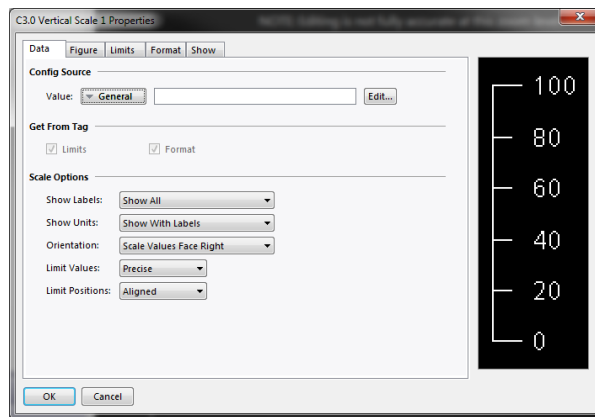 C3.0 Vertical Scale 1 Properties
Data Figure Limits Format Show
Config Source
Value: General Edit...
Get From Tag
Limits Format
Scale Options
Show Labels: Show All
Show Units: Show With Labels
Orientation: Scale Values Face Right
Limit Values: Precise
Limit Positions: Aligned
OK Cancel
100
80
60
40
20
0